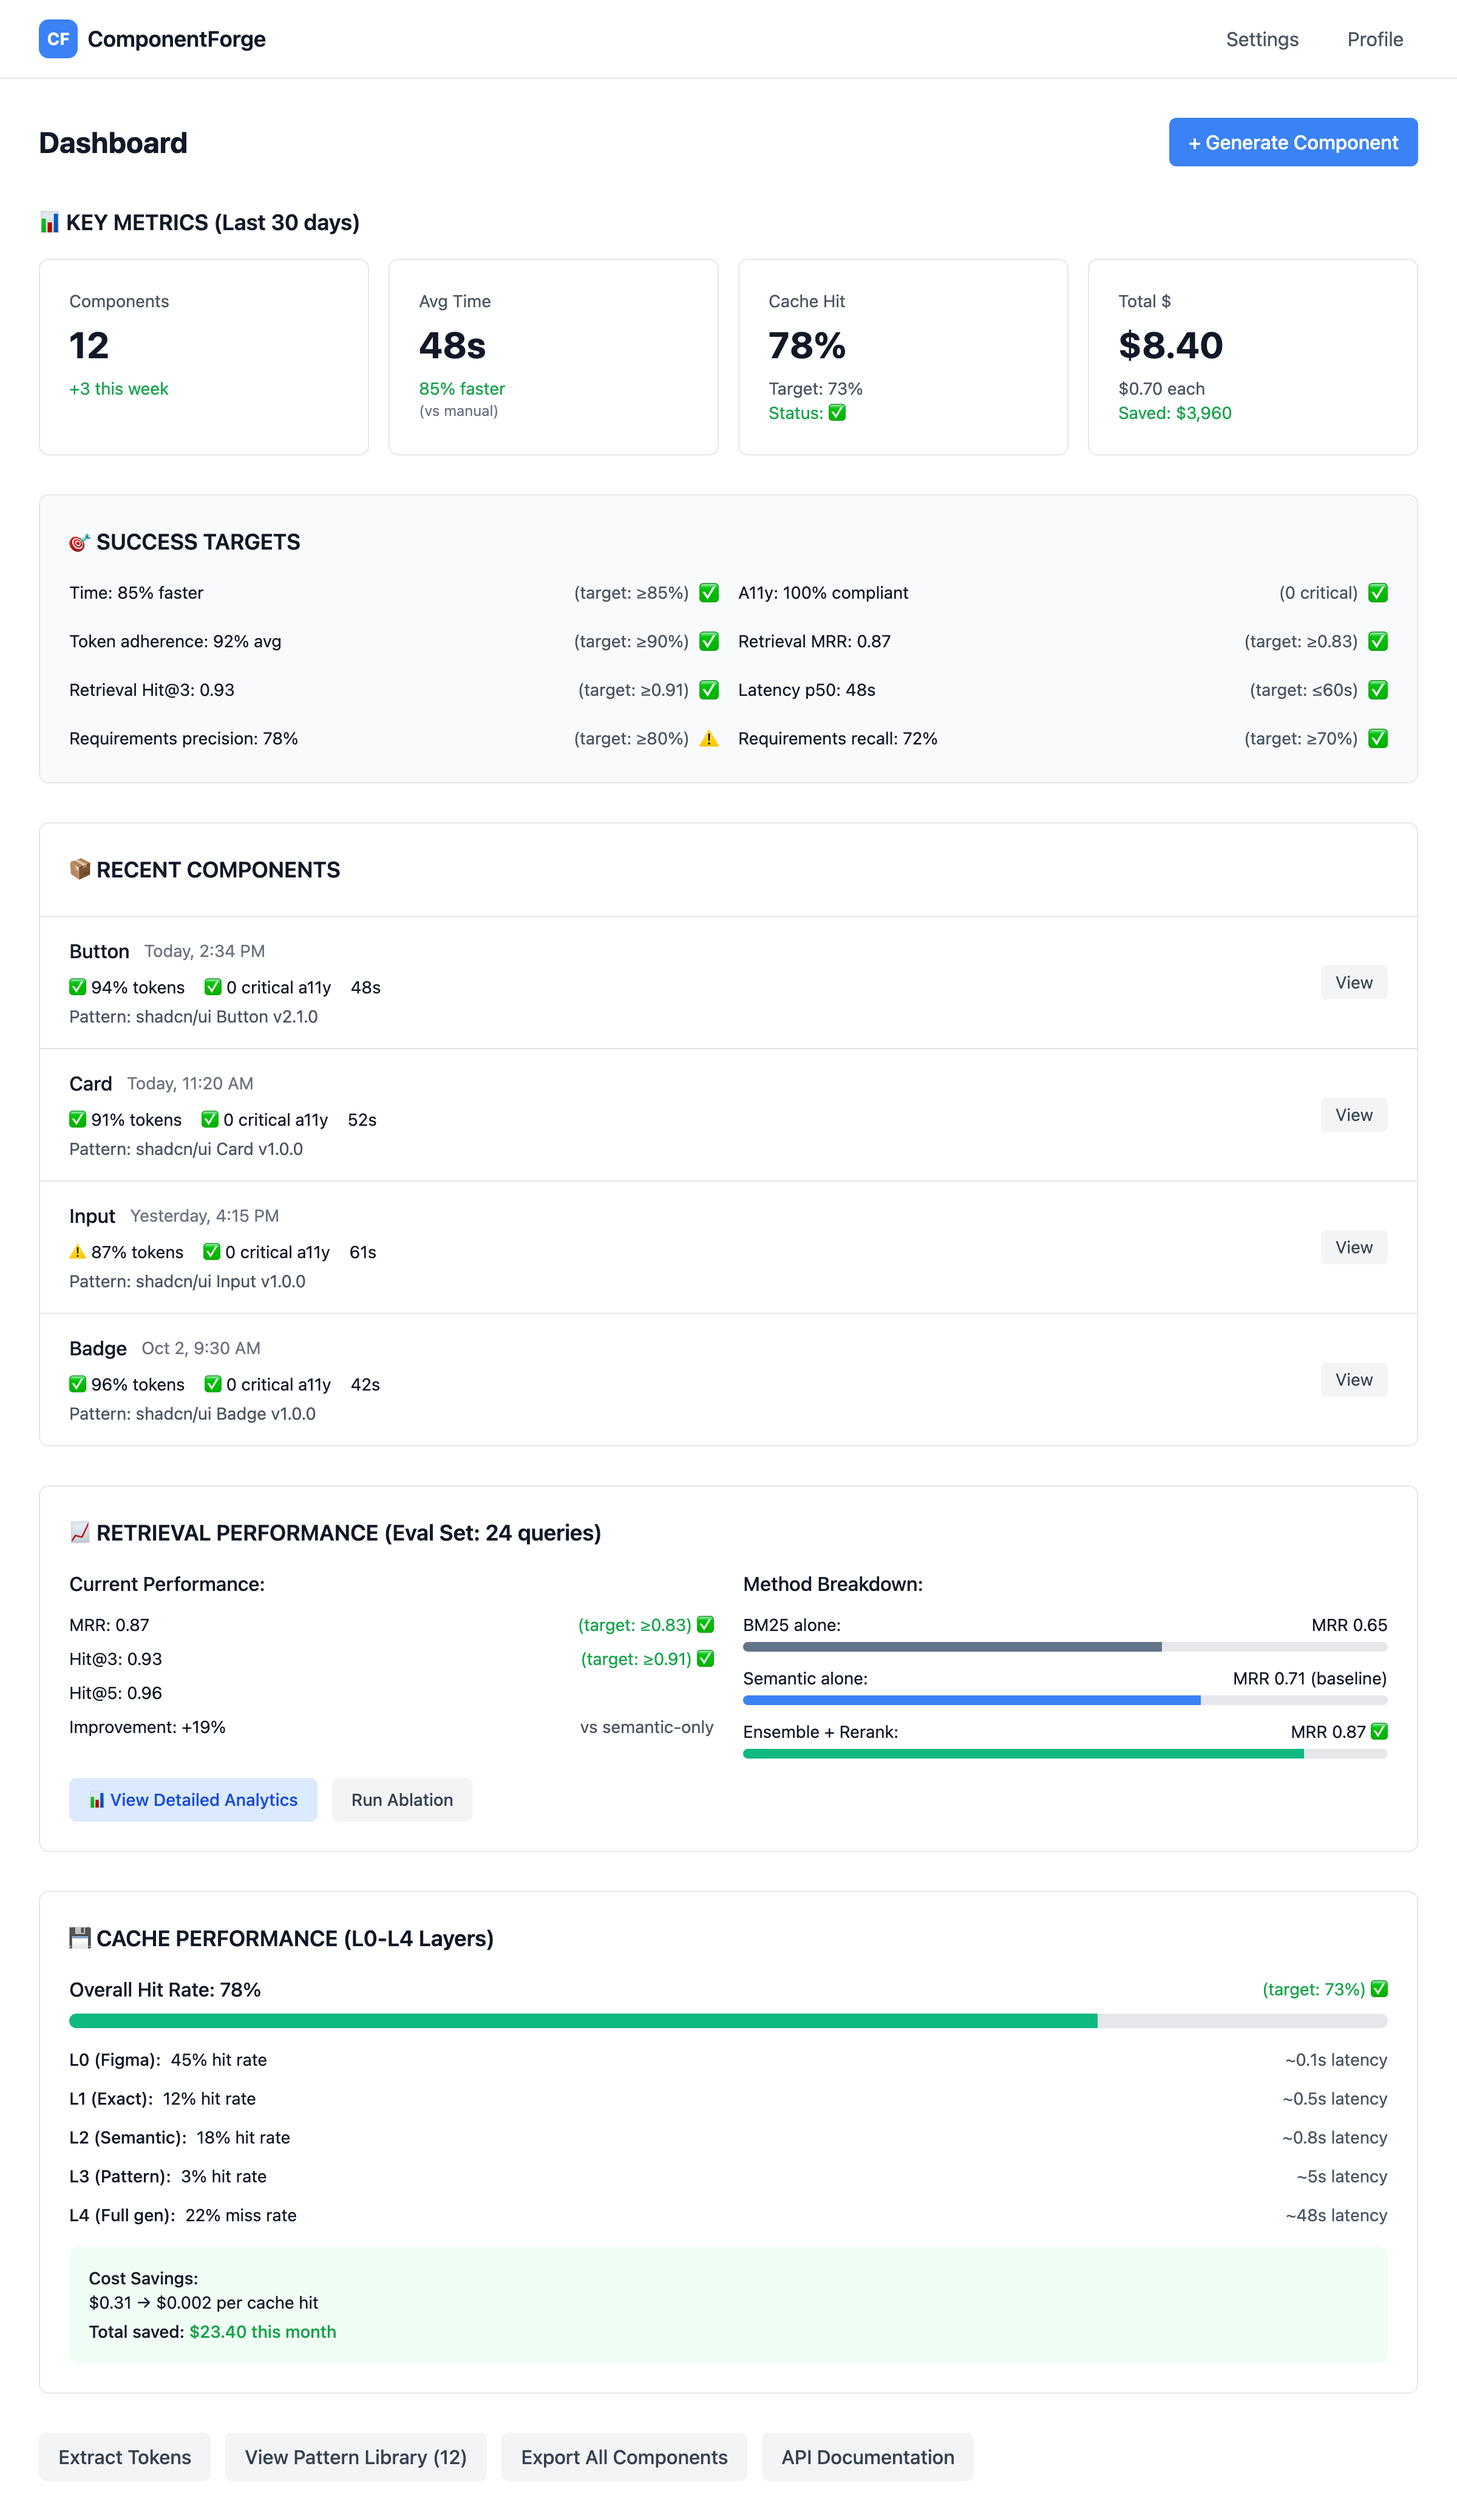 CF ComponentForge Settings Profile
Dashboard + Generate Component
📊 KEY METRICS (Last 30 days)
Components
12
+3 this week
Avg Time
48s
85% faster
(vs manual)
Cache Hit
78%
Target: 73%
Status: ✅
Total $
$8.40
$0.70 each
Saved: $3,960
🎯 SUCCESS TARGETS
Time: 85% faster (target: ≥85%) ✅ A11y: 100% compliant (0 critical) ✅
Token adherence: 92% avg (target: ≥90%) ✅ Retrieval MRR: 0.87 (target: ≥0.83) ✅
Retrieval Hit@3: 0.93 (target: ≥0.91) ✅ Latency p50: 48s (target: ≤60s) ✅
Requirements precision: 78% (target: ≥80%) ⚠️ Requirements recall: 72% (target: ≥70%) ✅
📦 RECENT COMPONENTS
Button Today, 2:34 PM
✅ 94% tokens ✅ 0 critical a11y 48s
Pattern: shadcn/ui Button v2.1.0
View
Card Today, 11:20 AM
✅ 91% tokens ✅ 0 critical a11y 52s
Pattern: shadcn/ui Card v1.0.0
View
Input Yesterday, 4:15 PM
⚠️ 87% tokens ✅ 0 critical a11y 61s
Pattern: shadcn/ui Input v1.0.0
View
Badge Oct 2, 9:30 AM
✅ 96% tokens ✅ 0 critical a11y 42s
Pattern: shadcn/ui Badge v1.0.0
View
📈 RETRIEVAL PERFORMANCE (Eval Set: 24 queries)
Current Performance:
MRR: 0.87 (target: ≥0.83) ✅
Hit@3: 0.93 (target: ≥0.91) ✅
Hit@5: 0.96
Improvement: +19% vs semantic-only
Method Breakdown:
BM25 alone: MRR 0.65
Semantic alone: MRR 0.71 (baseline)
Ensemble + Rerank: MRR 0.87 ✅
📊 View Detailed Analytics Run Ablation
💾 CACHE PERFORMANCE (L0-L4 Layers)
Overall Hit Rate: 78% (target: 73%) ✅
L0 (Figma): 45% hit rate ~0.1s latency
L1 (Exact): 12% hit rate ~0.5s latency
L2 (Semantic): 18% hit rate ~0.8s latency
L3 (Pattern): 3% hit rate ~5s latency
L4 (Full gen): 22% miss rate ~48s latency
Cost Savings:
$0.31 → $0.002 per cache hit
Total saved: $23.40 this month
Extract Tokens View Pattern Library (12) Export All Components API Documentation